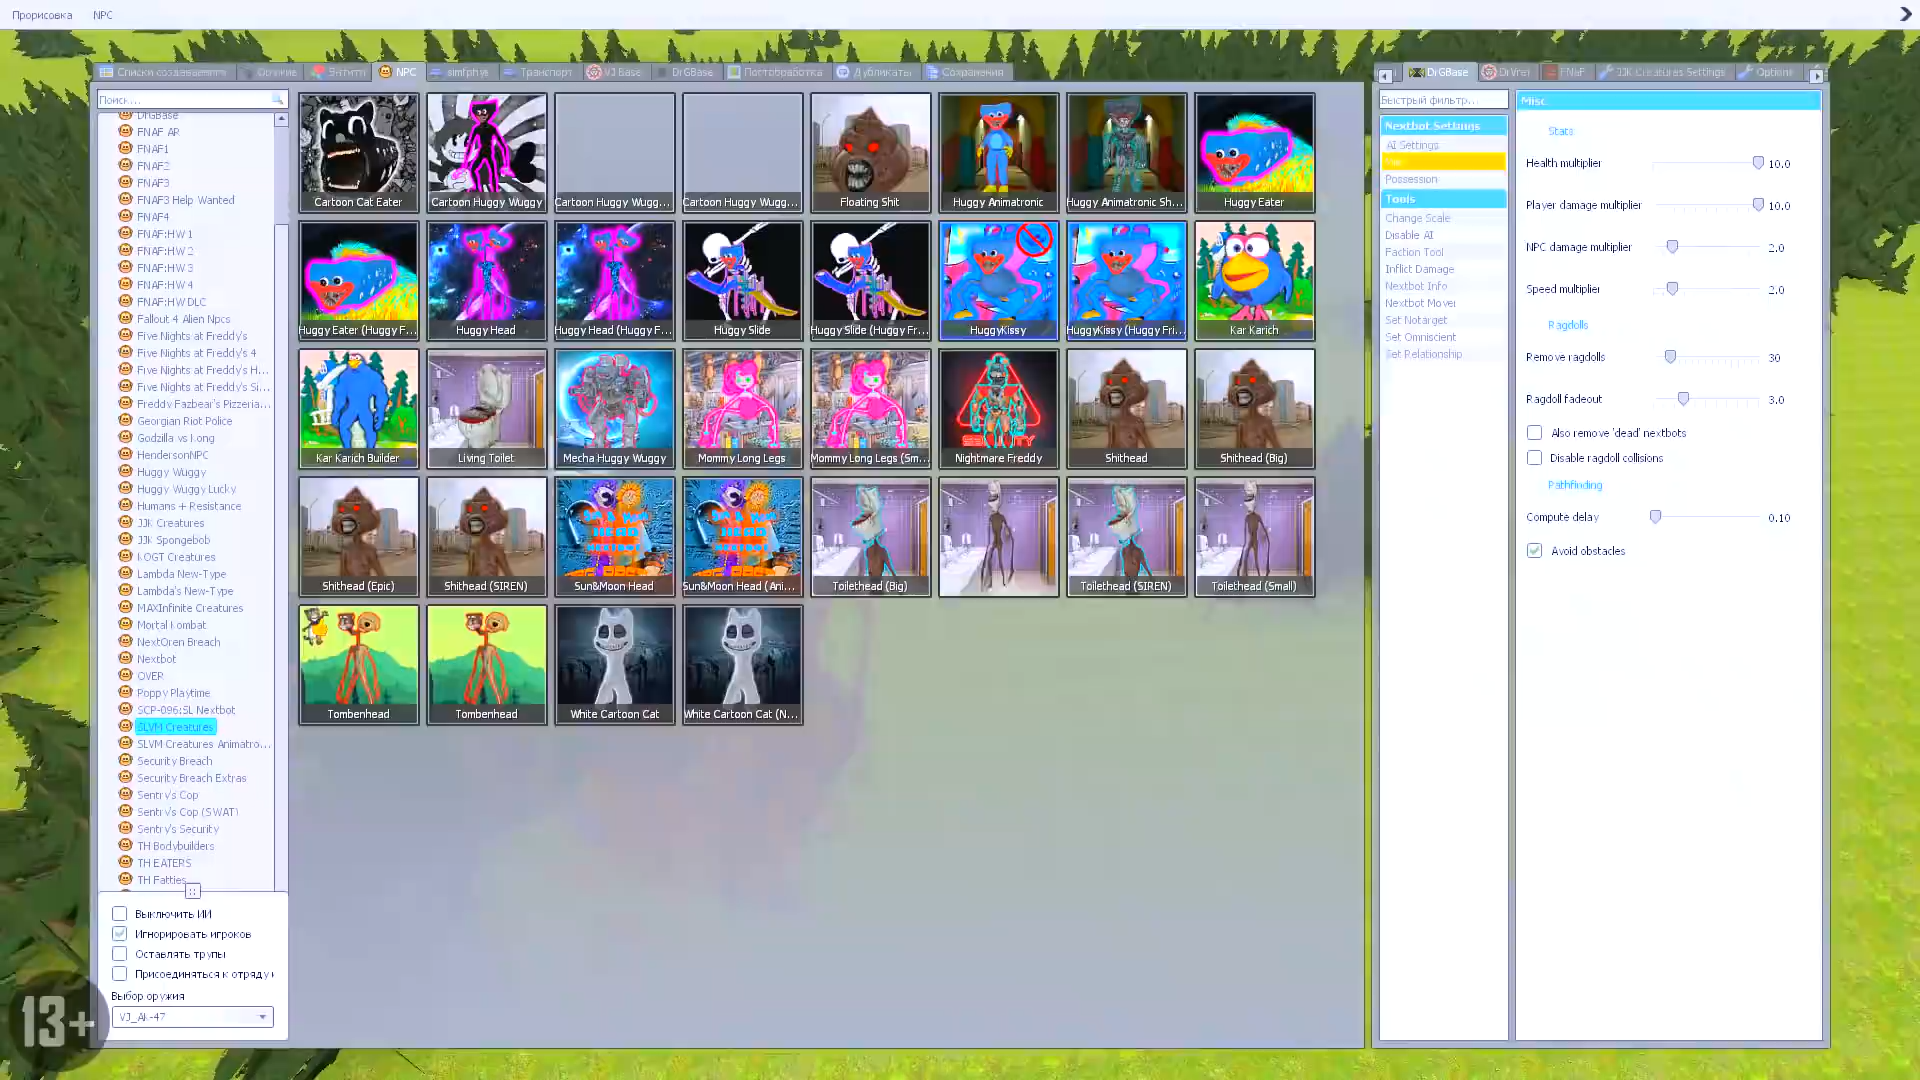 Прорисовка NPC
Списки создаваемых Оружие Энтити NPC simfphys Транспорт VJ Base DrGBase Постобработка Дубликаты Сохранения
Поиск...
DrGBase
FNAF AR
FNAF1
FNAF2
FNAF3
FNAF3 Help Wanted
FNAF4
FNAF:HW 1
FNAF:HW 2
FNAF:HW 3
FNAF:HW 4
FNAF:HW DLC
Fallout 4 Alien Npcs
Five Nights at Freddy's
Five Nights at Freddy's 4
Five Nights at Freddy's H...
Five Nights at Freddy's Si...
Freddy Fazbear's Pizzeria...
Georgian Riot Police
Godzilla vs Kong
HendersonNPC
Huggy Wuggy
Huggy Wuggy Lucky
Humans + Resistance
JJK Creatures
JJK Spongebob
KOGT Creatures
Lambda New-Type
Lambda's New-Type
MAXInfinite Creatures
Mortal Kombat
NextOren Breach
Nextbot
OVER
Poppy Playtime
SCP-096:SL Nextbot
SLVM Creatures
SLVM Creatures Animatro...
Security Breach
Security Breach Extras
Sentry's Cop
Sentry's Cop (SWAT)
Sentry's Security
TH Bodybuilders
TH EATERS
TH Fatties
Выключить ИИ
Игнорировать игроков
Оставлять трупы
Присоединяться к отряду
Выбор оружия
VJ_AK-47
13+
Cartoon Cat Eater Cartoon Huggy Wuggy Cartoon Huggy Wugg... Cartoon Huggy Wugg... Floating Shit Huggy Animatronic Huggy Animatronic Sh... Huggy Eater
Huggy Eater (Huggy F... Huggy Head Huggy Head (Huggy F... Huggy Slide Huggy Slide (Huggy Fr... HuggyKissy HuggyKissy (Huggy Fri... Kar Karich
Kar Karich Builder Living Toilet Mecha Huggy Wuggy Mommy Long Legs Mommy Long Legs (Sm... Nightmare Freddy Shithead Shithead (Big)
Shithead (Epic) Shithead (SIREN) Sun&Moon Head Sun&Moon Head (Ani... Toilethead (Big) Toilethead (SIREN) Toilethead (Small)
Tombenhead Tombenhead White Cartoon Cat White Cartoon Cat (N...
DrGBase DrVrej FNAF JJK Creatures Settings Options
Быстрый фильтр...
Nextbot Settings
AI Settings
Misc
Possession
Tools
Change Scale
Disable AI
Faction Tool
Inflict Damage
Nextbot Info
Nextbot Mover
Set Notarget
Set Omniscient
Set Relationship
Misc
Stats
Health multiplier 10.0
Player damage multiplier 10.0
NPC damage multiplier 2.0
Speed multiplier 2.0
Ragdolls
Remove ragdolls 30
Ragdoll fadeout 3.0
Also remove 'dead' nextbots
Disable ragdoll collisions
Pathfinding
Compute delay 0.10
Avoid obstacles